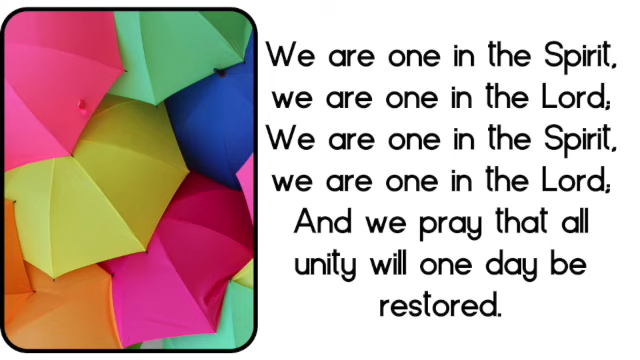 We are one in the Spirit,
we are one in the Lord;
We are one in the Spirit,
we are one in the Lord;
And we pray that all
unity will one day be
restored.